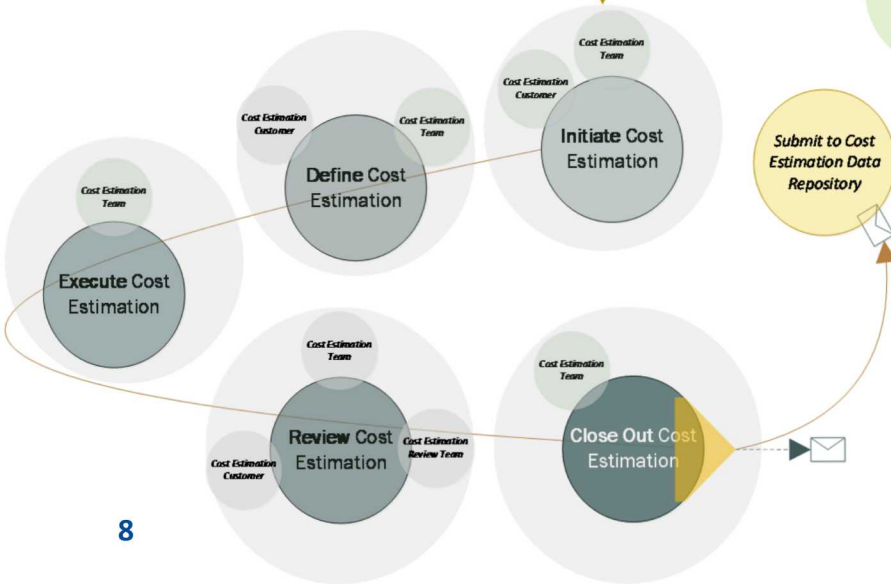 Cost Estimation
Team
Cost Estimation
Customer
Initiate Cost
Estimation
Cost Estimation
Customer
Cost Estimation
Team
Define Cost
Estimation
Cost Estimation
Team
Execute Cost
Estimation
Submit to Cost
Estimation Data
Repository
Cost Estimation
Team
Review Cost
Estimation
Cost Estimation
Review Team
Cost Estimation
Customer
Cost Estimation
Team
Close Out Cost
Estimation
8